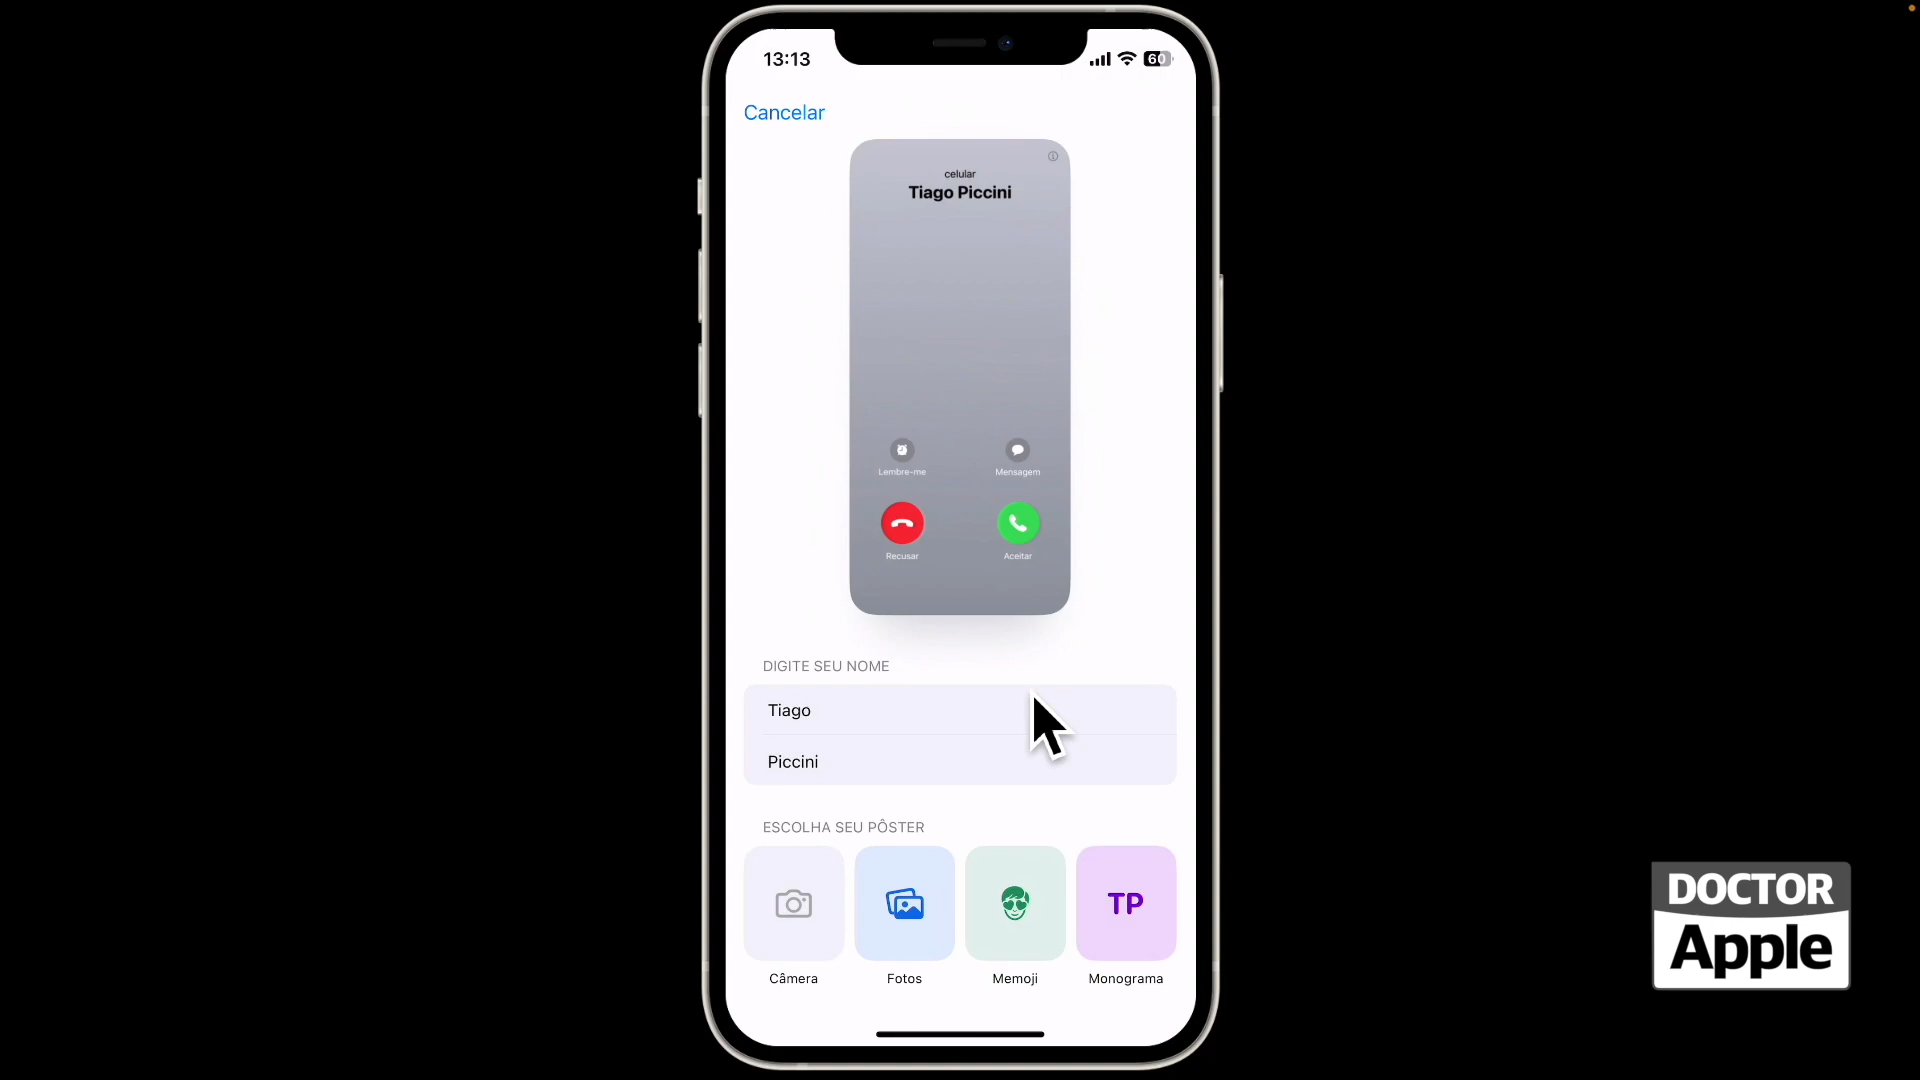 13:13
60
Cancelar
celular
Tiago Piccini
Lembre-me
Mensagem
Recusar
Aceitar
DIGITE SEU NOME
Tiago
Piccini
ESCOLHA SEU PÔSTER
TP
Câmera
Fotos
Memoji
Monograma
DOCTOR
Apple